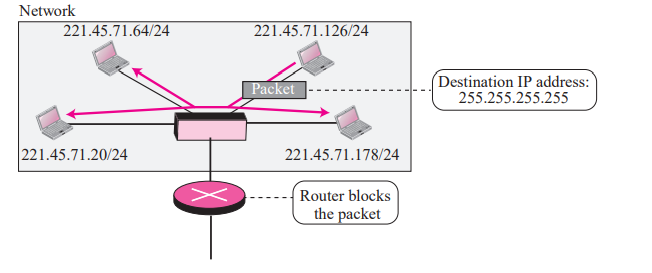 Network
221.45.71.64/24
221.45.71.126/24
Packet
Destination IP address:
255.255.255.255
221.45.71.20/24
221.45.71.178/24
Router blocks
the packet